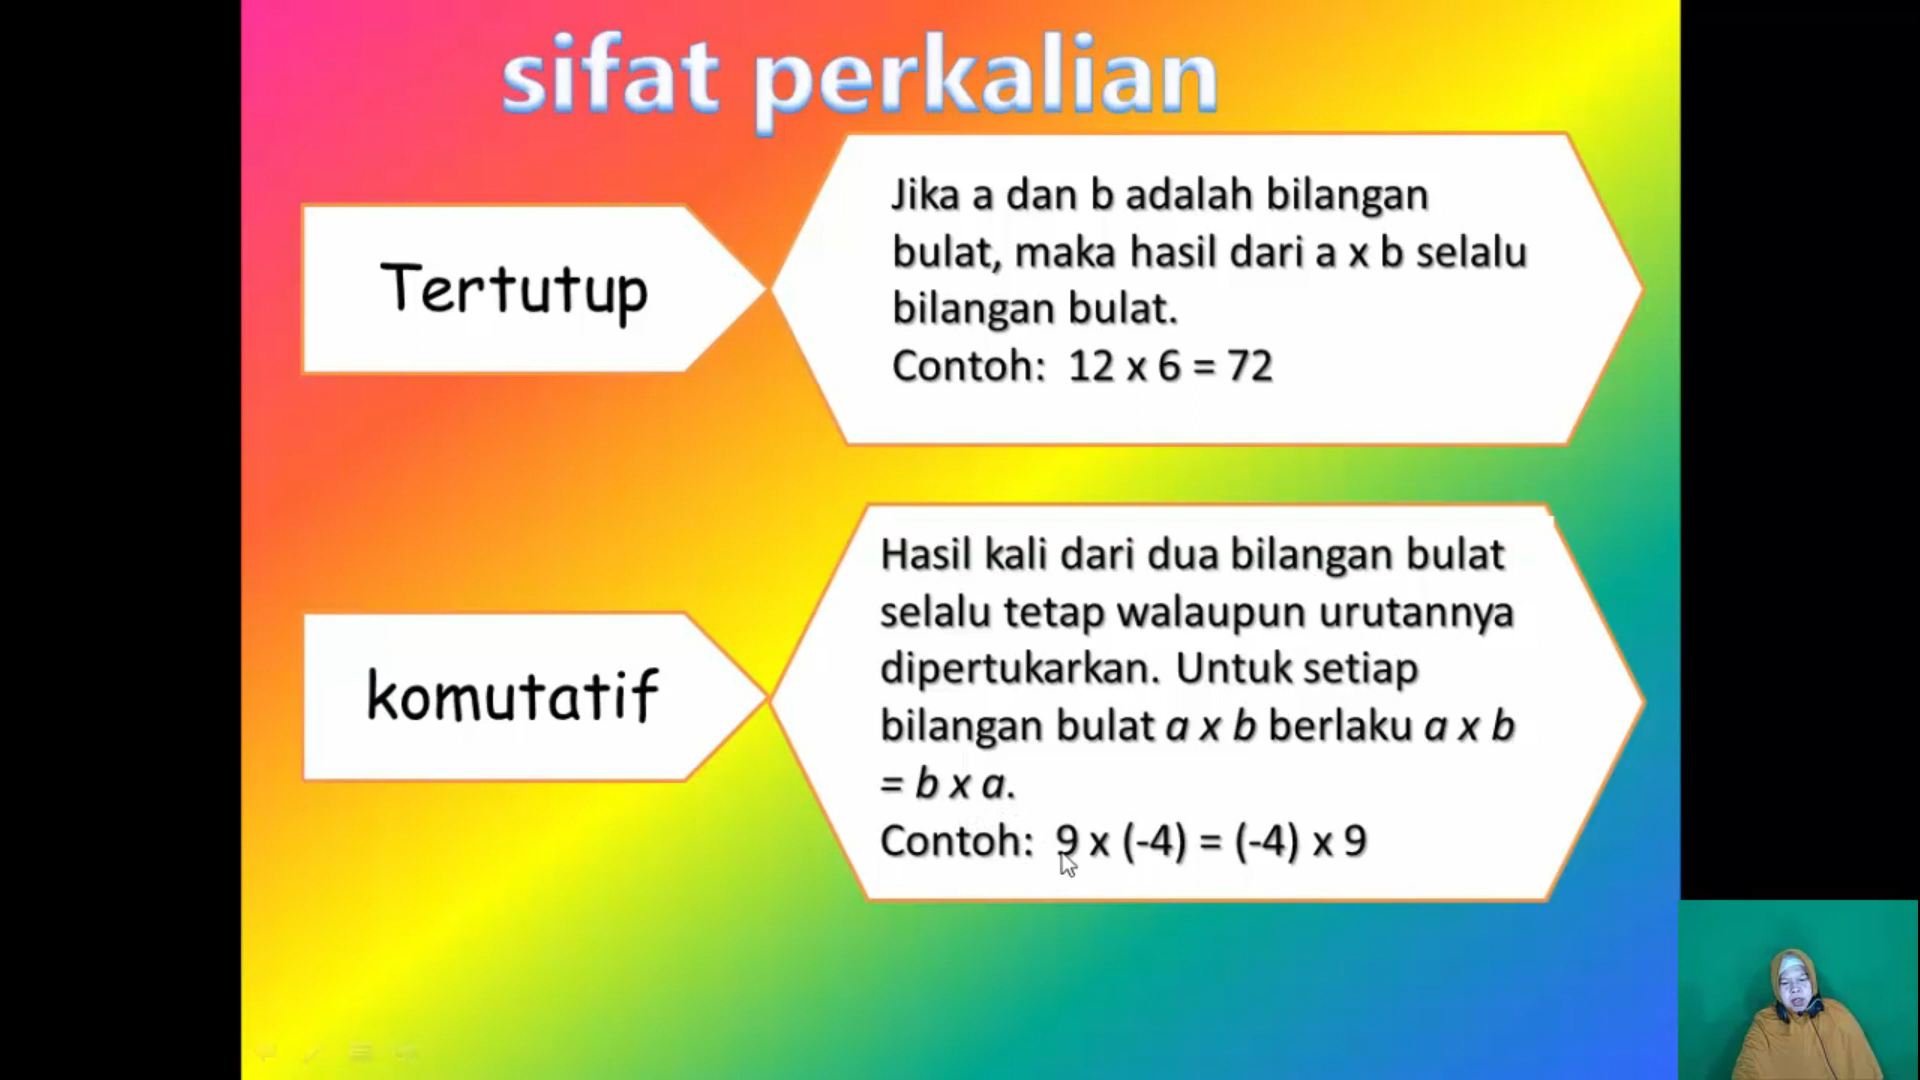 sifat perkalian
Tertutup
Jika a dan b adalah bilangan
bulat, maka hasil dari a x b selalu
bilangan bulat.
Contoh: 12 x 6 = 72
komutatif
Hasil kali dari dua bilangan bulat
selalu tetap walaupun urutannya
dipertukarkan. Untuk setiap
bilangan bulat a x b berlaku a x b
= b x a.
Contoh: 9 x (-4) = (-4) x 9